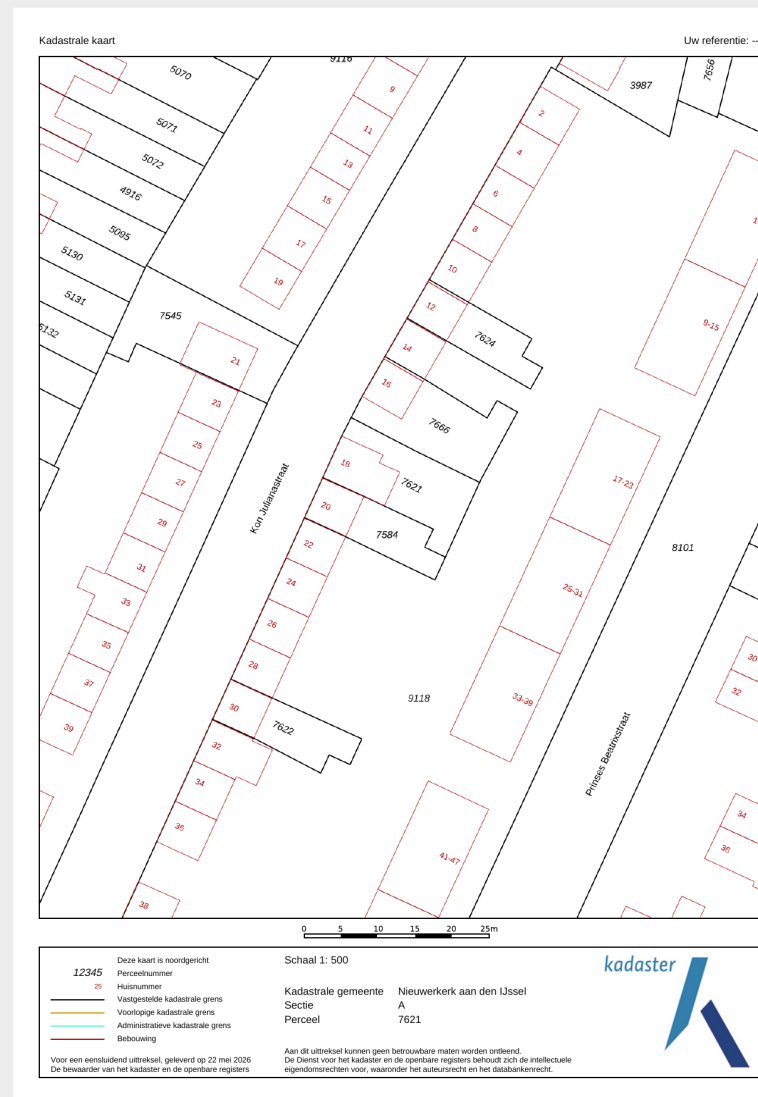 Kadastrale kaart
Uw referentie: --
9116
5070
3987
7656
9
2
5071
11
4
5072
13
4916
15
6
5095
17
8
5130
10
9-15
19
5131
12
7545
7624
5132
14
21
16
23
7666
25
18
7621
17-23
27
Kon Julianastraat
20
29
7584
22
8101
31
24
25-31
33
26
35
28
30
37
32
9118
33-39
30
39
7622
32
Prinses Beatrixstraat
34
34
36
36
41-47
38
0 5 10 15 20 25m
Deze kaart is noordgericht
12345 Perceelnummer
25 Huisnummer
Vastgestelde kadastrale grens
Voorlopige kadastrale grens
Administratieve kadastrale grens
Bebouwing
Voor een eensluidend uittreksel, geleverd op 22 mei 2026
De bewaarder van het kadaster en de openbare registers
Schaal 1: 500
Kadastrale gemeente Nieuwerkerk aan den IJssel
Sectie A
Perceel 7621
Aan dit uittreksel kunnen geen betrouwbare maten worden ontleend.
De Dienst voor het kadaster en de openbare registers behoudt zich de intellectuele
eigendomsrechten voor, waaronder het auteursrecht en het databankenrecht.
kadaster